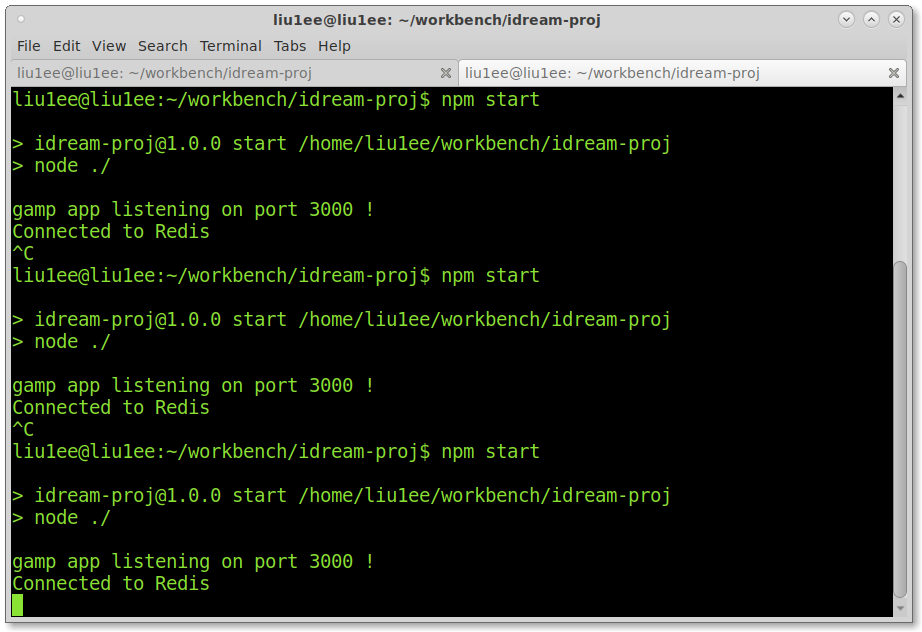 liu1ee@liu1ee: ~/workbench/idream-proj
File Edit View Search Terminal Tabs Help
liu1ee@liu1ee: ~/workbench/idream-proj
liu1ee@liu1ee: ~/workbench/idream-proj
liu1ee@liu1ee:~/workbench/idream-proj$ npm start
> idream-proj@1.0.0 start /home/liu1ee/workbench/idream-proj
> node ./
gamp app listening on port 3000 !
Connected to Redis
^C
liu1ee@liu1ee:~/workbench/idream-proj$ npm start
> idream-proj@1.0.0 start /home/liu1ee/workbench/idream-proj
> node ./
gamp app listening on port 3000 !
Connected to Redis
^C
liu1ee@liu1ee:~/workbench/idream-proj$ npm start
> idream-proj@1.0.0 start /home/liu1ee/workbench/idream-proj
> node ./
gamp app listening on port 3000 !
Connected to Redis